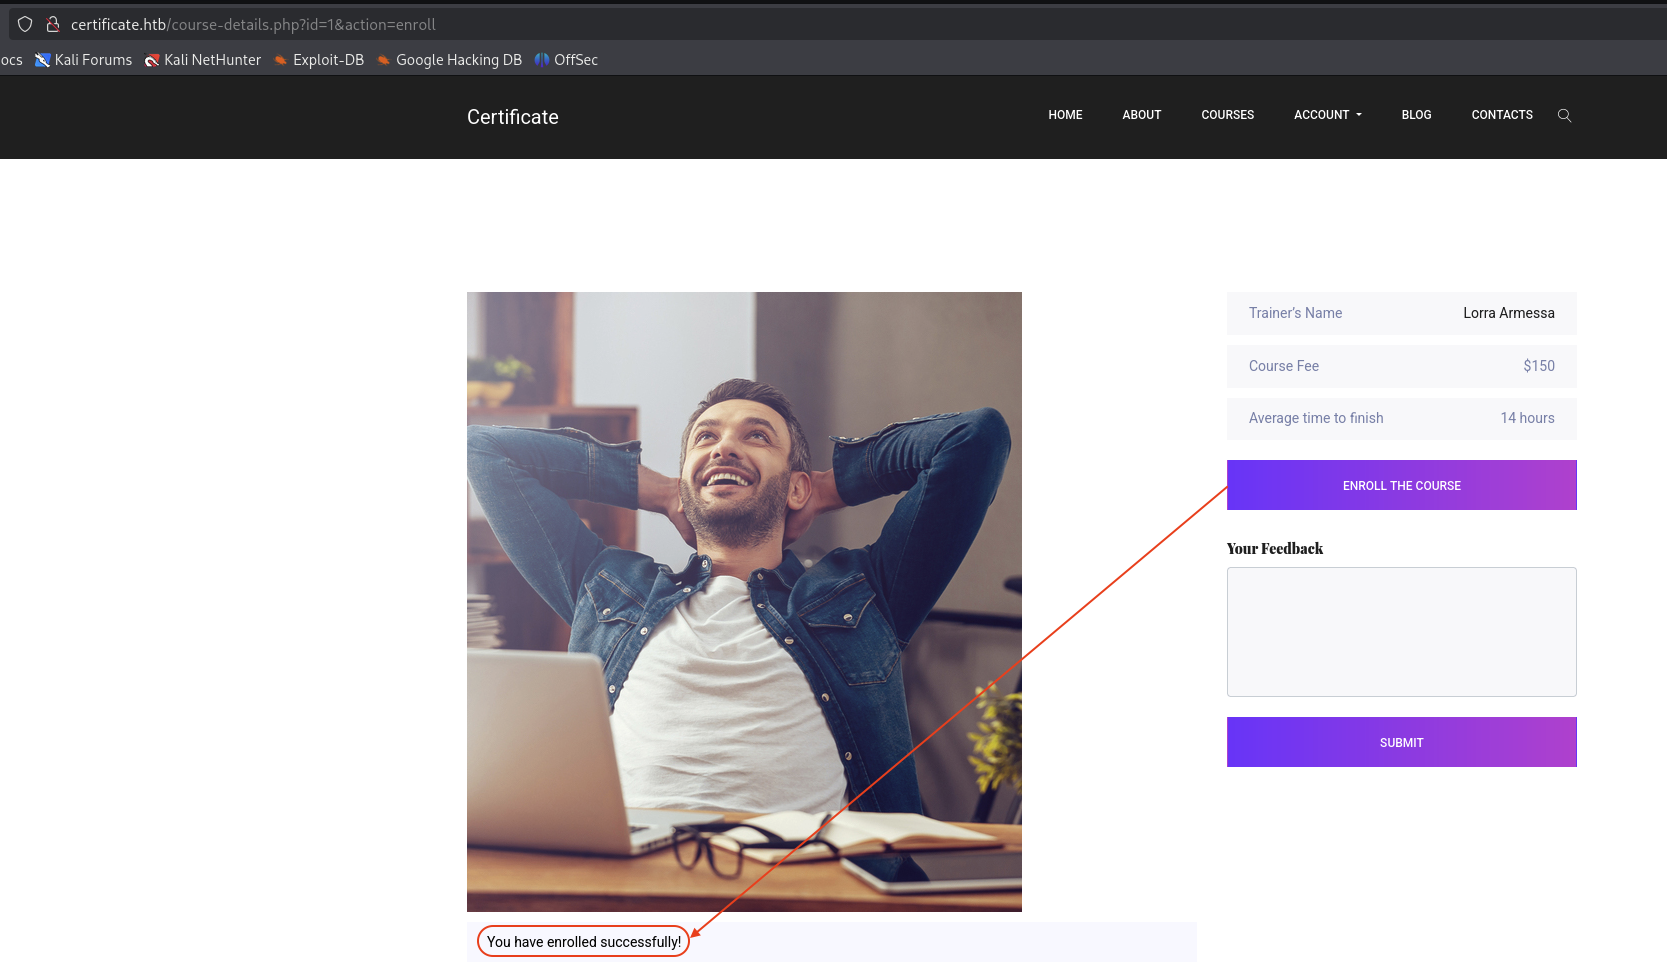 certificate.htb/course-details.php?id=1&action=enroll
ocs Kali Forums Kali NetHunter Exploit-DB Google Hacking DB OffSec
Certificate HOME ABOUT COURSES ACCOUNT BLOG CONTACTS
Trainer's Name Lorra Armessa
Course Fee $150
Average time to finish 14 hours
ENROLL THE COURSE
Your Feedback
SUBMIT
You have enrolled successfully!